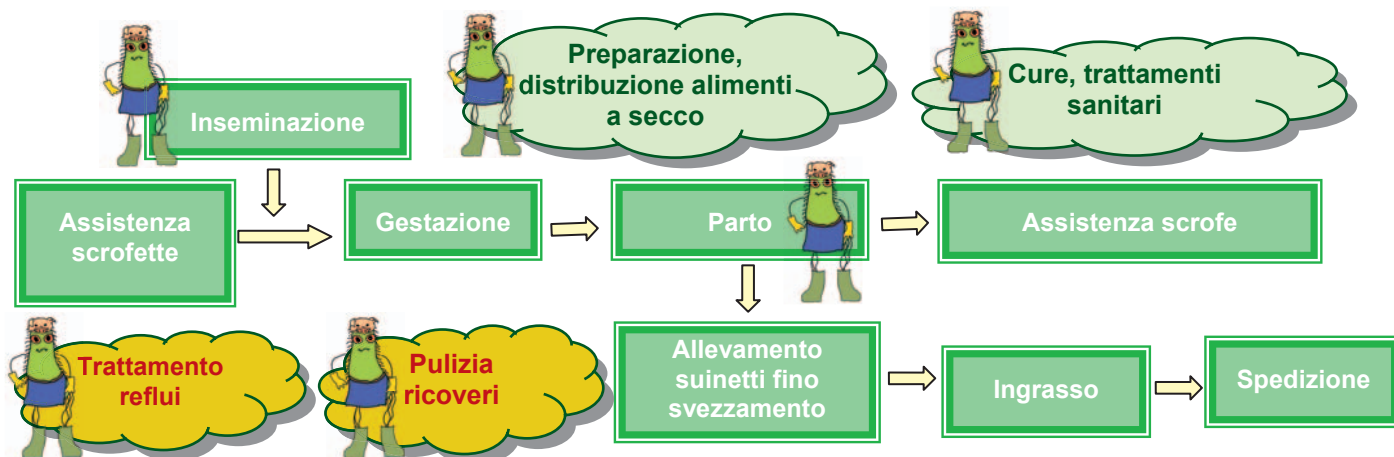 Preparazione,
distribuzione alimenti
a secco
Cure, trattamenti
sanitari
Inseminazione
Assistenza
scrofette
Gestazione
Parto
Assistenza scrofe
Trattamento
reflui
Pulizia
ricoveri
Allevamento
suinetti fino
svezzamento
Ingrasso
Spedizione